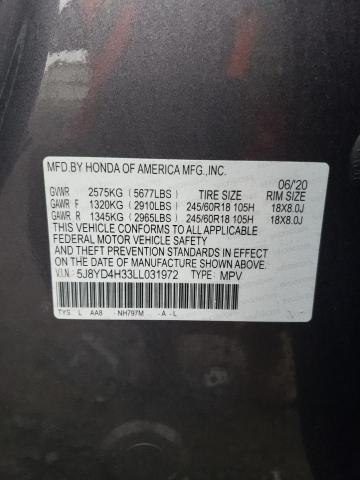 MFD.BY HONDA OF AMERICA MFG.,INC.
06/'20
GVWR 2575KG (5677LBS) TIRE SIZE RIM SIZE
GAWR F 1320KG (2910LBS) 245/60R18 105H 18X8.0J
GAWR R 1345KG (2965LBS) 245/60R18 105H 18X8.0J
THIS VEHICLE CONFORMS TO ALL APPLICABLE
FEDERAL MOTOR VEHICLE SAFETY, BUMPER, AND
THEFT PREVENTION STANDARDS IN EFFECT ON THE
DATE OF MANUFACTURE SHOWN ABOVE.
V.I.N.: 5J8YD4H33LL031972 TYPE: MPV
TYS L AA8 -NH797M -A-L